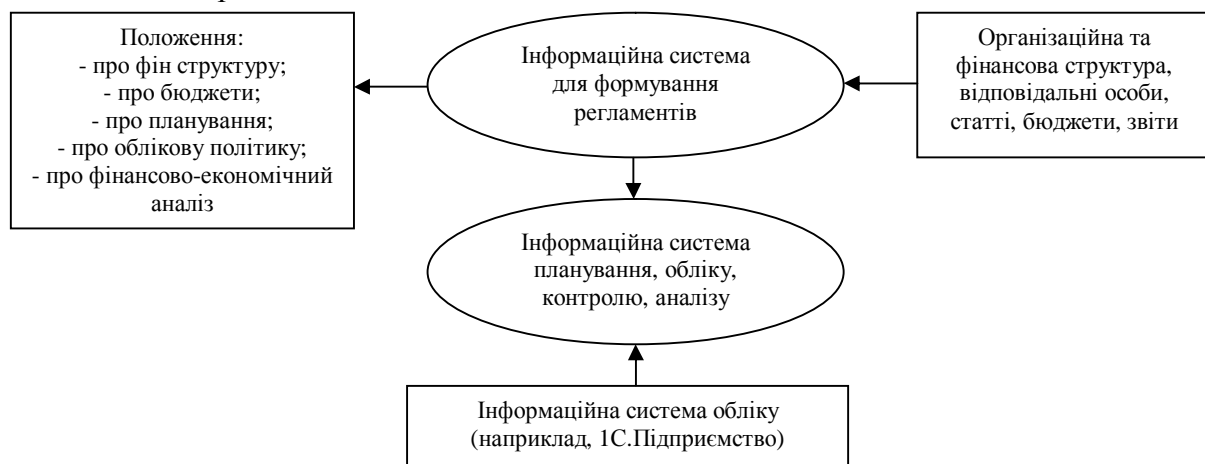 Положення:
- про фін структуру;
- про бюджети;
- про планування;
- про облікову політику;
- про фінансово-економічний
аналіз
Інформаційна система
для формування
регламентів
Організаційна та
фінансова структура,
відповідальні особи,
статті, бюджети, звіти
Інформаційна система
планування, обліку,
контролю, аналізу
Інформаційна система обліку
(наприклад, 1С.Підприємство)